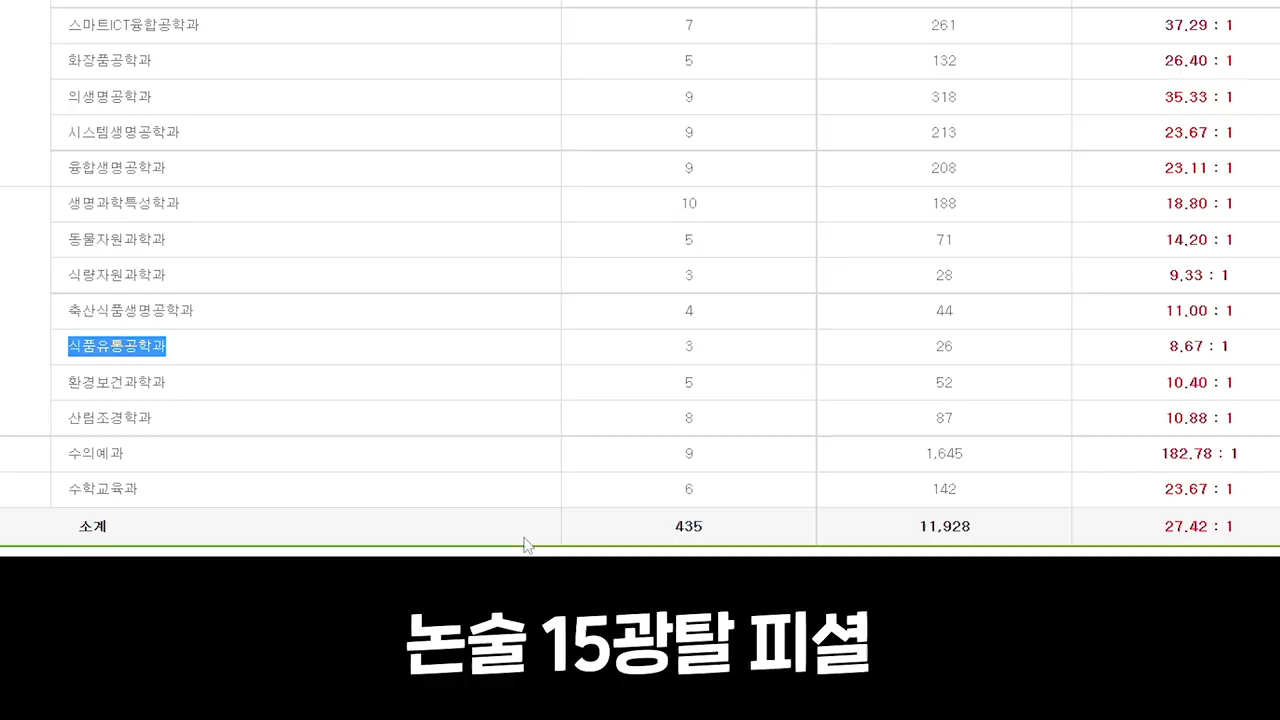 스마트ICT융합공학과 7 261 37.29 : 1
화장품공학과 5 132 26.40 : 1
의생명공학과 9 318 35.33 : 1
시스템생명공학과 9 213 23.67 : 1
융합생명공학과 9 208 23.11 : 1
생명과학특성학과 10 188 18.80 : 1
동물자원과학과 5 71 14.20 : 1
식량자원과학과 3 28 9.33 : 1
축산식품생명공학과 4 44 11.00 : 1
식품유통공학과 3 26 8.67 : 1
환경보건과학과 5 52 10.40 : 1
산림조경학과 8 87 10.88 : 1
수의예과 9 1,645 182.78 : 1
수학교육과 6 142 23.67 : 1
소계 435 11,928 27.42 : 1
논술 15광탈 피셜